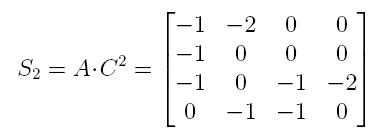 S₂ = A·C² = [−1 −2 0 0
−1 0 0 0
−1 0 −1 −2
0 −1 −1 0]